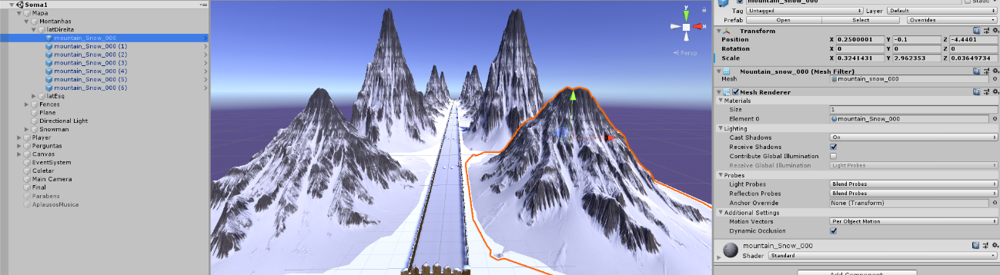 Soma1
Mapa
Montanhas
latDireita
mountain_Snow_000
mountain_Snow_000 (1)
mountain_Snow_000 (2)
mountain_Snow_000 (3)
mountain_Snow_000 (4)
mountain_Snow_000 (5)
mountain_Snow_000 (6)
latEsq
Fences
Plane
Directional Light
Snowman
Player
Perguntas
Canvas
EventSystem
Coletar
Main Camera
Final
Parabens
AplausosMusica
y
x
Persp
mountain_Snow_000
Static
Tag Untagged Layer Default
Prefab Open Select Overrides
Transform
Position X 0.2500001 Y -0.1 Z -4.4401
Rotation X 0 Y 0 Z 0
Scale X 0.3241431 Y 2.962353 Z 0.03649734
Mountain_snow_000 (Mesh Filter)
Mesh mountain_snow_000
Mesh Renderer
Materials
Size 1
Element 0 mountain_Snow_000
Lighting
Cast Shadows On
Receive Shadows
Contribute Global Illumination
Receive Global Illumination Light Probes
Probes
Light Probes Blend Probes
Reflection Probes Blend Probes
Anchor Override None (Transform)
Additional Settings
Motion Vectors Per Object Motion
Dynamic Occlusion
mountain_Snow_000
Shader Standard
Add Component